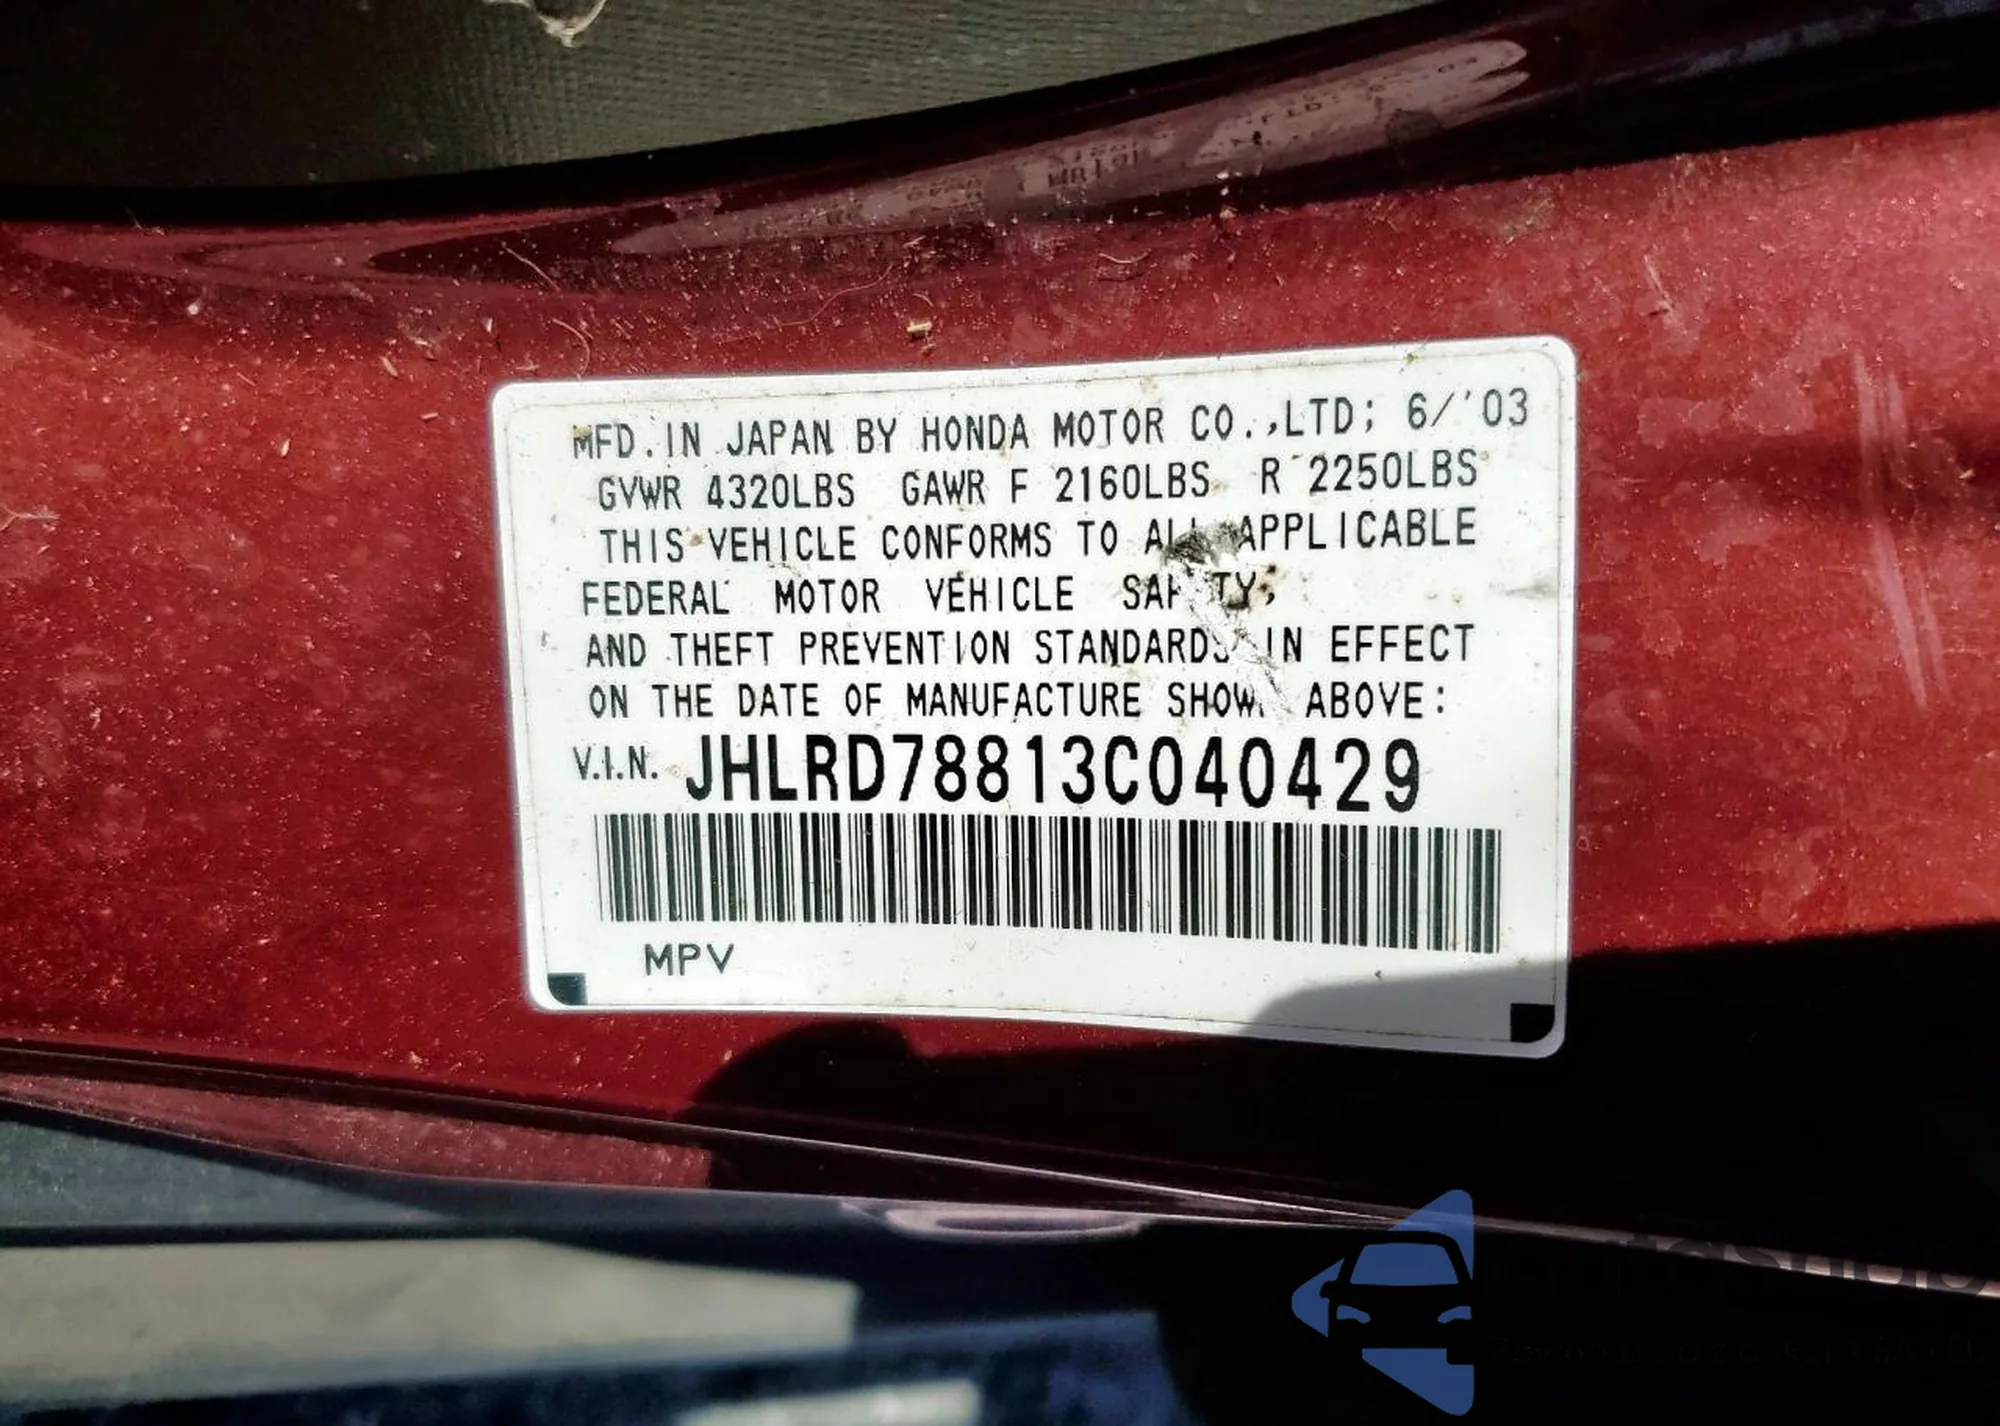 MFD. IN JAPAN BY HONDA MOTOR CO.,LTD; 6/'03
GVWR 4320LBS GAWR F 2160LBS R 2250LBS
THIS VEHICLE CONFORMS TO ALL APPLICABLE
FEDERAL MOTOR VEHICLE SAFETY,
AND THEFT PREVENTION STANDARDS IN EFFECT
ON THE DATE OF MANUFACTURE SHOWN ABOVE:
V.I.N. JHLRD78813C040429
MPV